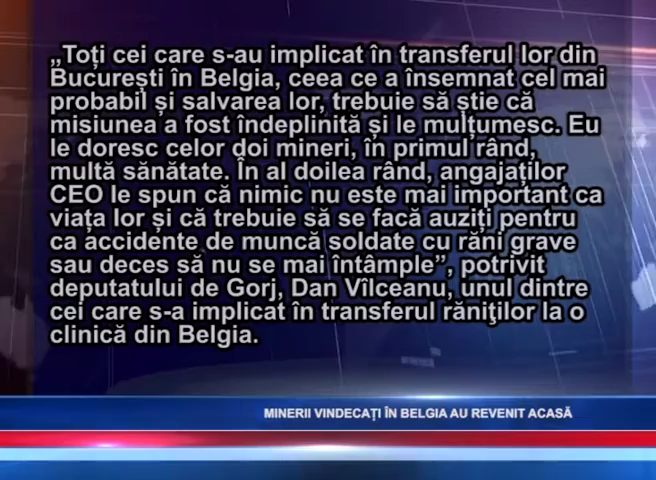 „Toți cei care s-au implicat în transferul lor din
București în Belgia, ceea ce a însemnat cel mai
probabil și salvarea lor, trebuie să știe că
misiunea a fost îndeplinită și le mulțumesc. Eu
le doresc celor doi mineri, în primul rând,
multă sănătate. În al doilea rând, angajaților
CEO le spun că nimic nu este mai important ca
viața lor și că trebuie să se facă auziți pentru
ca accidente de muncă soldate cu răni grave
sau deces să nu se mai întâmple”, potrivit
deputatului de Gorj, Dan Vîlceanu, unul dintre
cei care s-a implicat în transferul răniţilor la o
clinică din Belgia.
MINERII VINDECAȚI ÎN BELGIA AU REVENIT ACASĂ